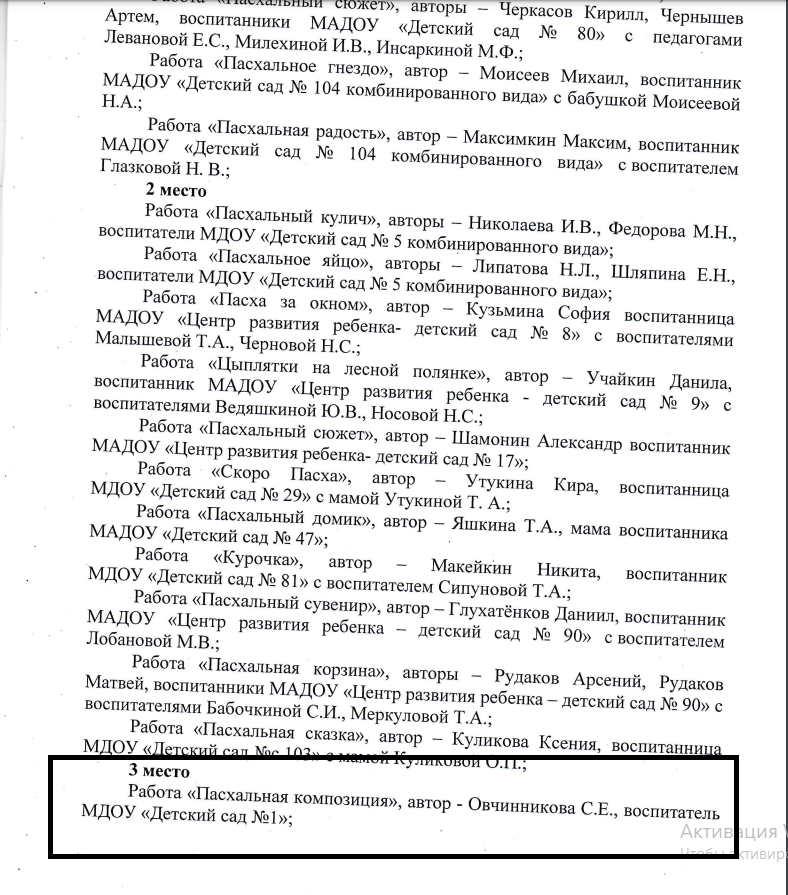 Работа «Пасхальный сюжет», авторы – Черкасов Кирилл, Чернышев
Артем, воспитанники МАДОУ «Детский сад № 80» с педагогами
Левановой Е.С., Милехиной И.В., Инсаркиной М.Ф.;
Работа «Пасхальное гнездо», автор – Моисеев Михаил, воспитанник
МАДОУ «Детский сад № 104 комбинированного вида» с бабушкой Моисеевой
Н.А.;
Работа «Пасхальная радость», автор – Максимкин Максим, воспитанник
МАДОУ «Детский сад № 104 комбинированного вида» с воспитателем
Глазковой Н. В.;
2 место
Работа «Пасхальный кулич», авторы – Николаева И.В., Федорова М.Н.,
воспитатели МДОУ «Детский сад № 5 комбинированного вида»;
Работа «Пасхальное яйцо», авторы – Липатова Н.Л., Шляпина Е.Н.,
воспитатели МДОУ «Детский сад № 5 комбинированного вида»;
Работа «Пасха за окном», автор – Кузьмина София воспитанница
МАДОУ «Центр развития ребенка- детский сад № 8» с воспитателями
Малышевой Т.А., Черновой Н.С.;
Работа «Цыплятки на лесной полянке», автор – Учайкин Данила,
воспитанник МАДОУ «Центр развития ребенка - детский сад № 9» с
воспитателями Ведяшкиной Ю.В., Носовой Н.С.;
Работа «Пасхальный сюжет», автор – Шамонин Александр воспитанник
МАДОУ «Центр развития ребенка- детский сад № 17»;
Работа «Скоро Пасха», автор – Утукина Кира, воспитанница
МДОУ «Детский сад № 29» с мамой Утукиной Т. А.;
Работа «Пасхальный домик», автор – Яшкина Т.А., мама воспитанника
МАДОУ «Детский сад № 47»;
Работа «Курочка», автор – Макейкин Никита, воспитанник
МДОУ «Детский сад № 81» с воспитателем Сипуновой Т.А.;
Работа «Пасхальный сувенир», автор – Глухатёнков Даниил, воспитанник
МАДОУ «Центр развития ребенка – детский сад № 90» с воспитателем
Лобановой М.В.;
Работа «Пасхальная корзина», авторы – Рудаков Арсений, Рудаков
Матвей, воспитанники МАДОУ «Центр развития ребенка – детский сад № 90» с
воспитателями Бабочкиной С.И., Меркуловой Т.А.;
Работа «Пасхальная сказка», автор – Куликова Ксения, воспитанница
МДОУ «Детский сад №с 103» с мамой Куликовой О.П.;
3 место
Работа «Пасхальная композиция», автор - Овчинникова С.Е., воспитатель
МДОУ «Детский сад №1»;
Активация
Чтобы